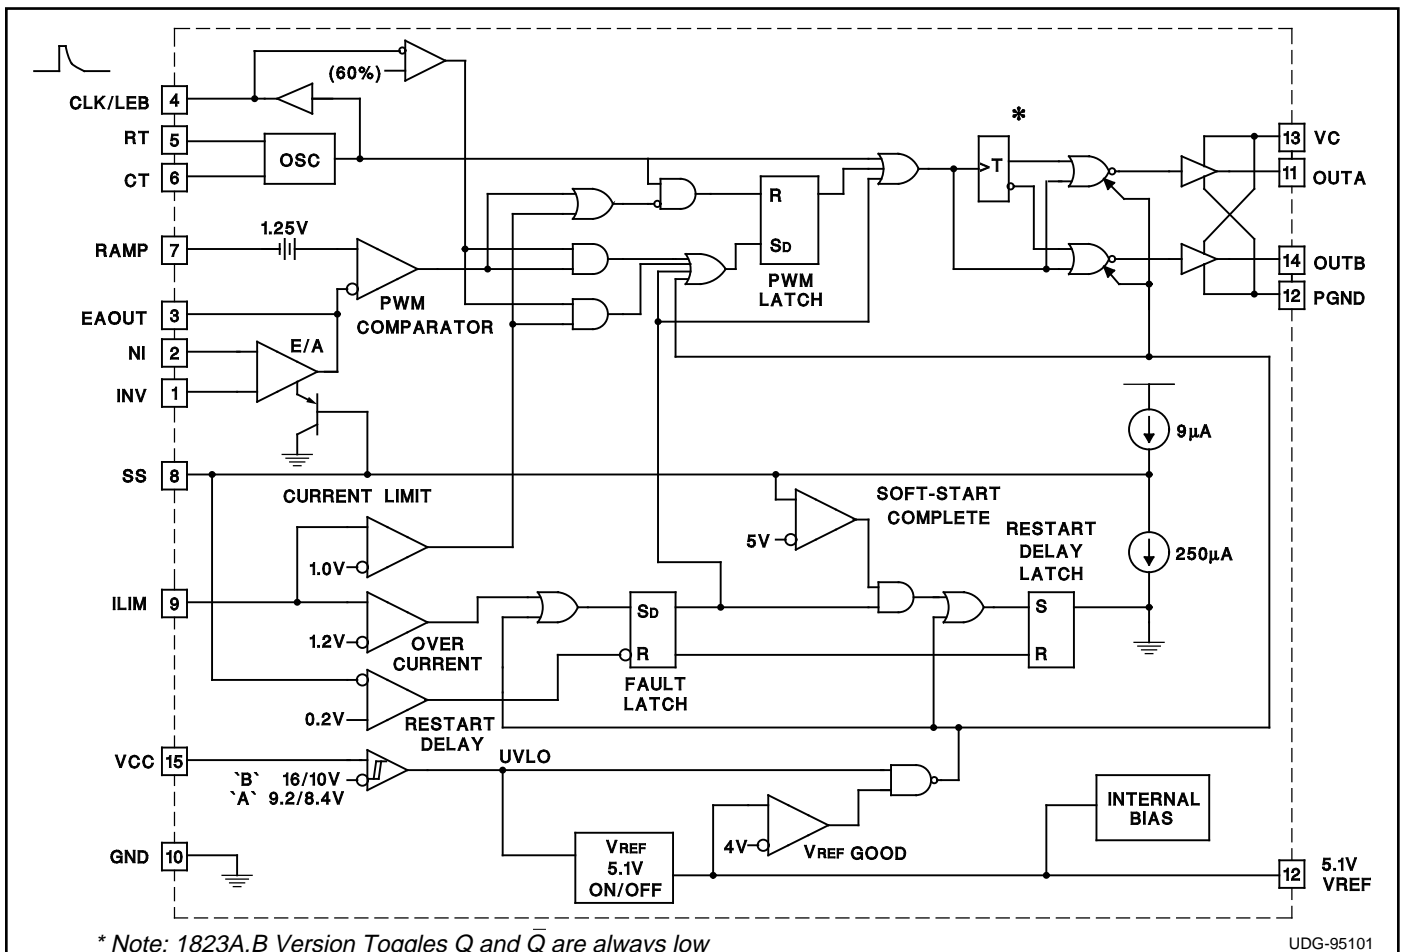 (60%)
*
CLK/LEB 4
RT 5
CT 6
OSC
>T
13 VC
11 OUTA
R
SD
PWM
LATCH
1.25V
RAMP 7
PWM
COMPARATOR
14 OUTB
12 PGND
EAOUT 3
NI 2
INV 1
E/A
9µA
SS 8
CURRENT LIMIT
SOFT-START
COMPLETE
5V
RESTART
DELAY
LATCH
250µA
1.0V
ILIM 9
1.2V
OVER
CURRENT
SD
R
FAULT
LATCH
S
R
0.2V
RESTART
DELAY
VCC 15
`B` 16/10V
`A` 9.2/8.4V
UVLO
INTERNAL
BIAS
4V
VREF GOOD
GND 10
VREF
5.1V
ON/OFF
12 5.1V
VREF
* Note: 1823A,B Version Toggles Q and Q̅ are always low
UDG-95101